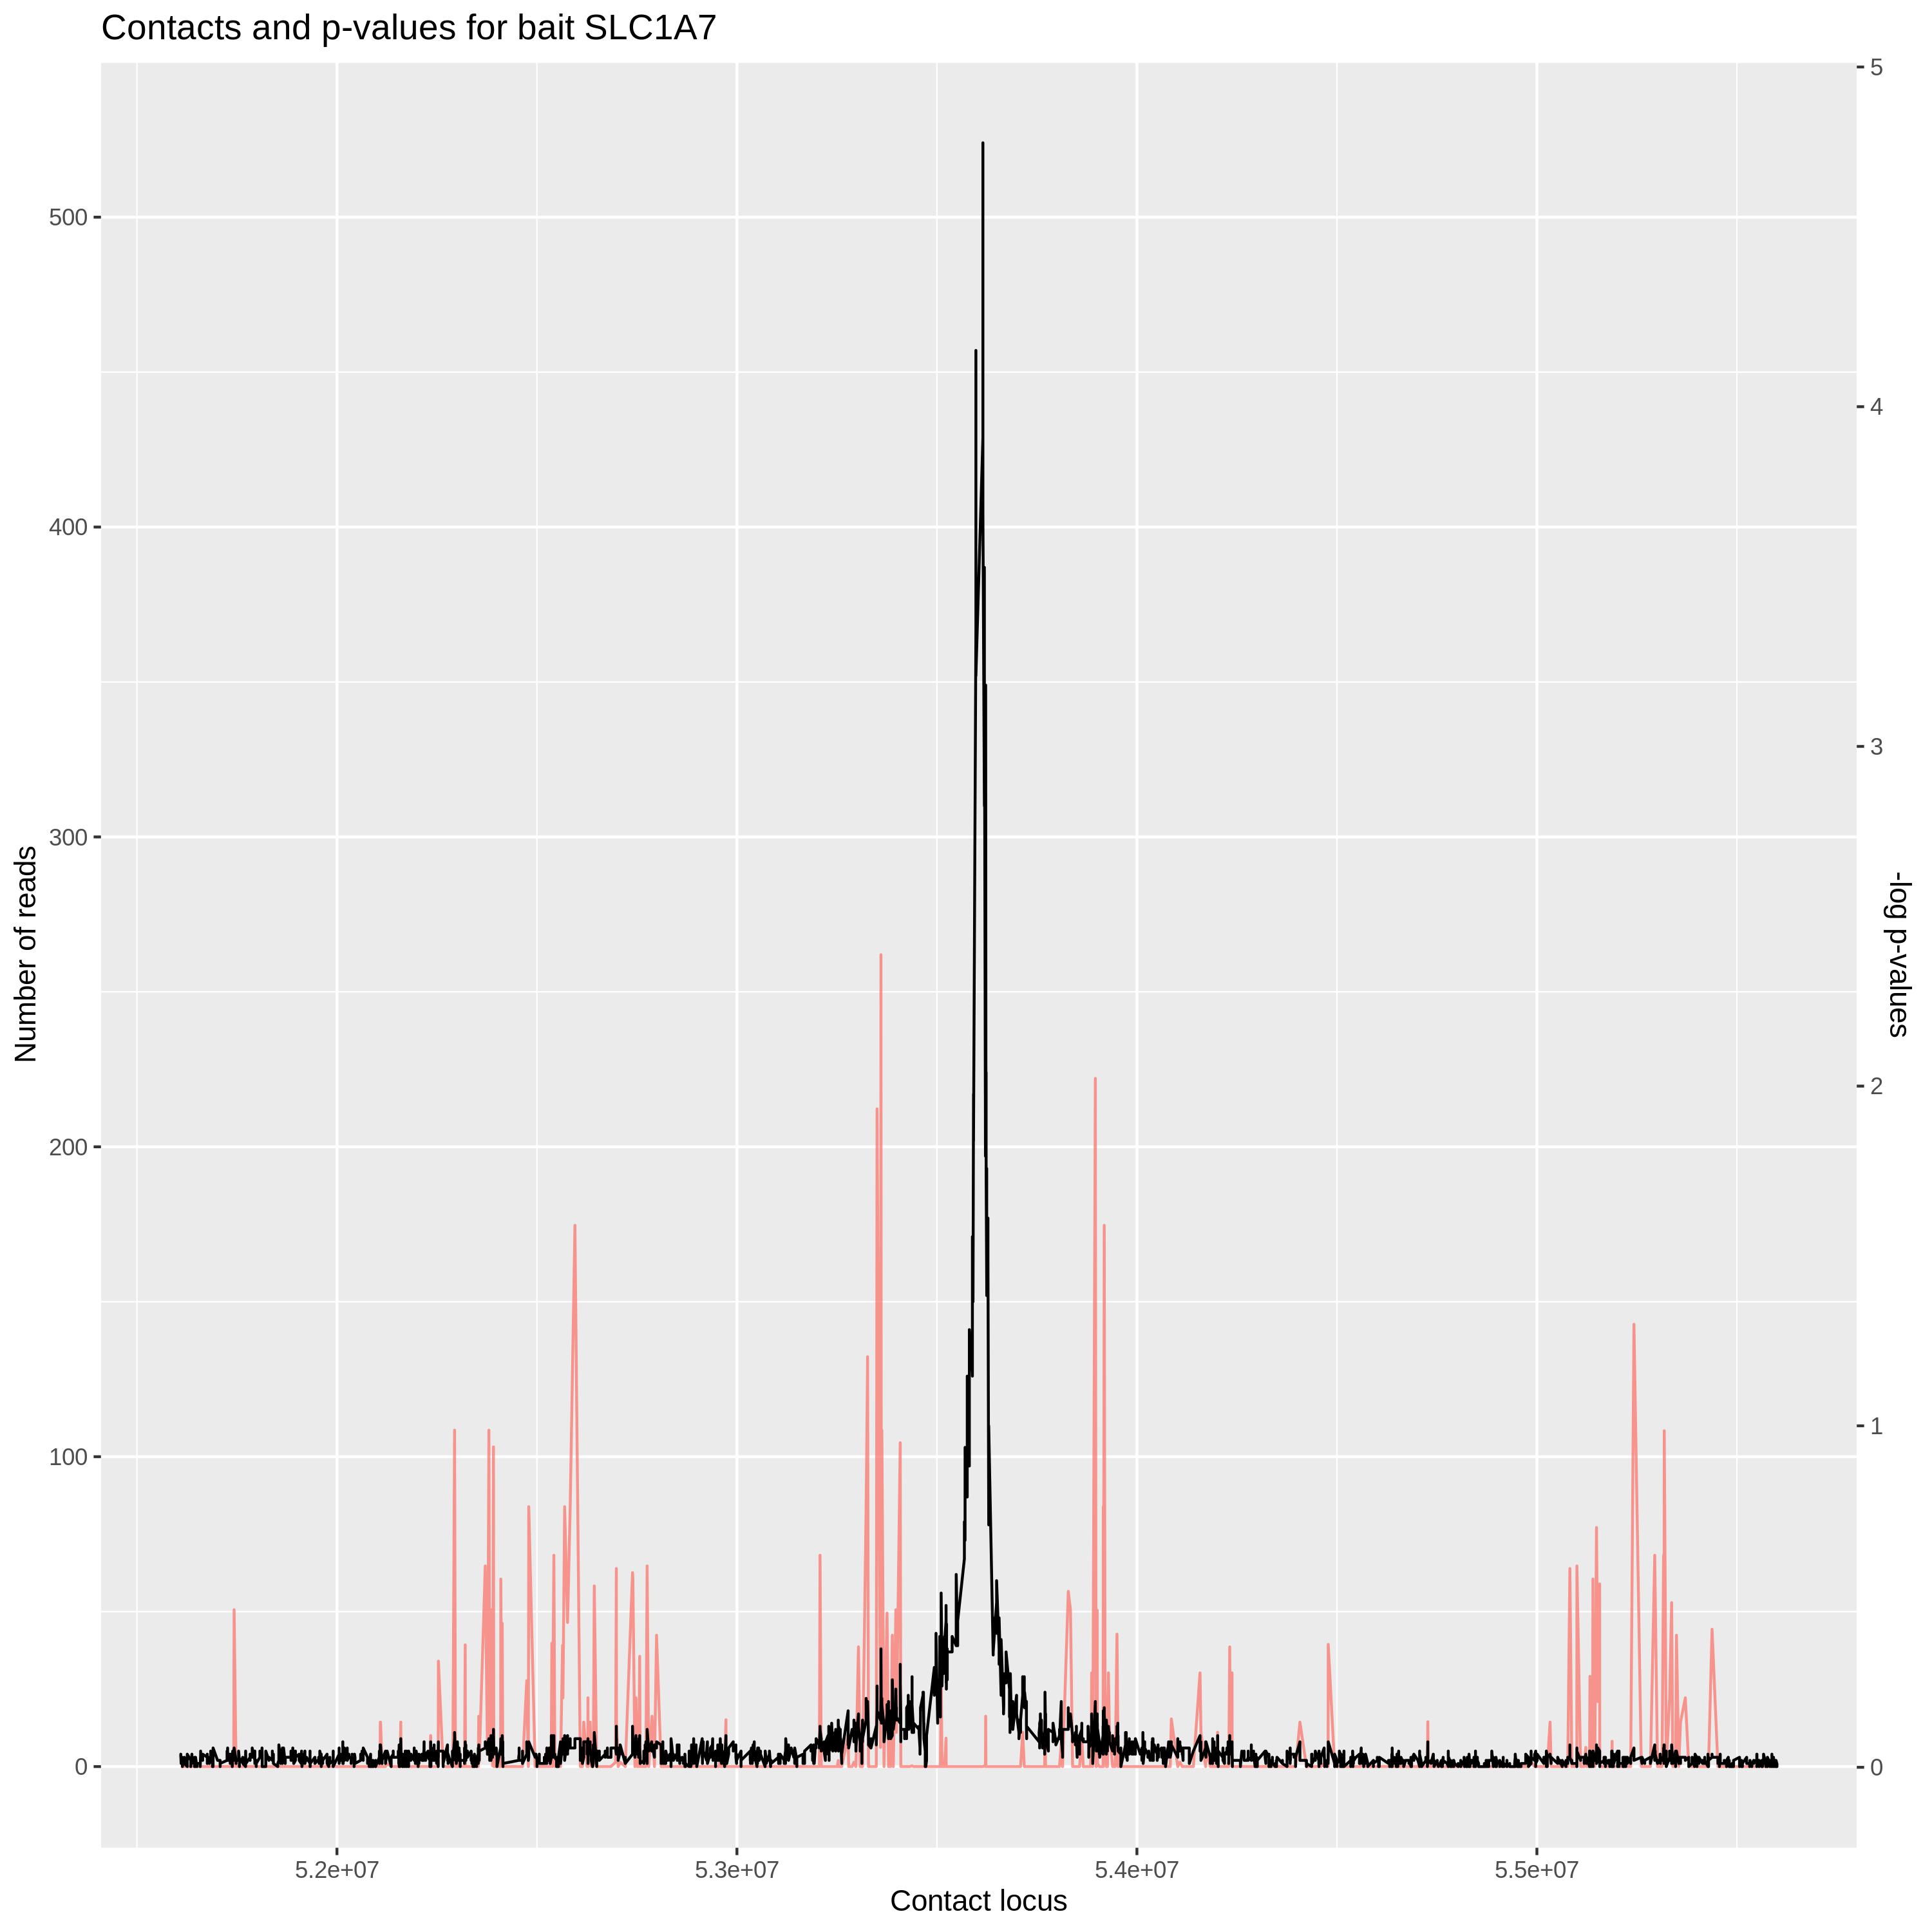 Contacts and p-values for bait SLC1A7
5
500
4
400
3
300
Number of reads
-log p-values
2
200
1
100
0
0
5.2e+07
5.3e+07
5.4e+07
5.5e+07
Contact locus